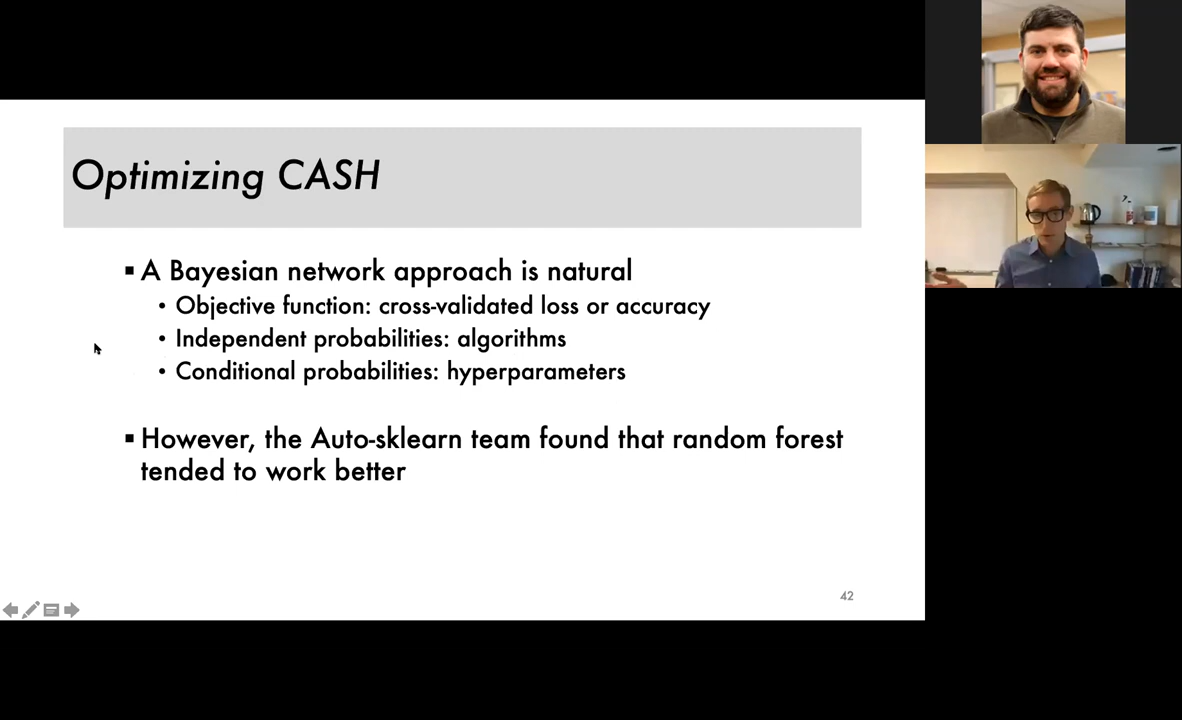 Optimizing CASH
▪ A Bayesian network approach is natural
• Objective function: cross-validated loss or accuracy
• Independent probabilities: algorithms
• Conditional probabilities: hyperparameters
▪ However, the Auto-sklearn team found that random forest
tended to work better
42